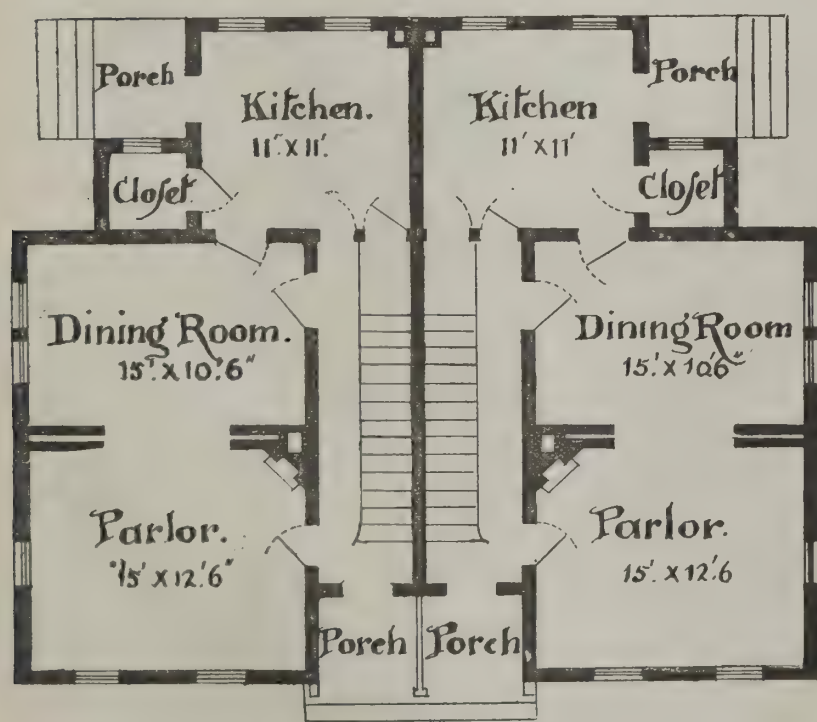 Porch
Kitchen.
11' X 11'.
Kitchen
11' X 11'
Porch
Closet.
Closet
Dining Room.
15'. X 10'.6"
Dining Room
15.' X 10.6"
Parlor.
"15' X 12.'6"
Parlor.
15'. X 12.'6
Porch
Porch